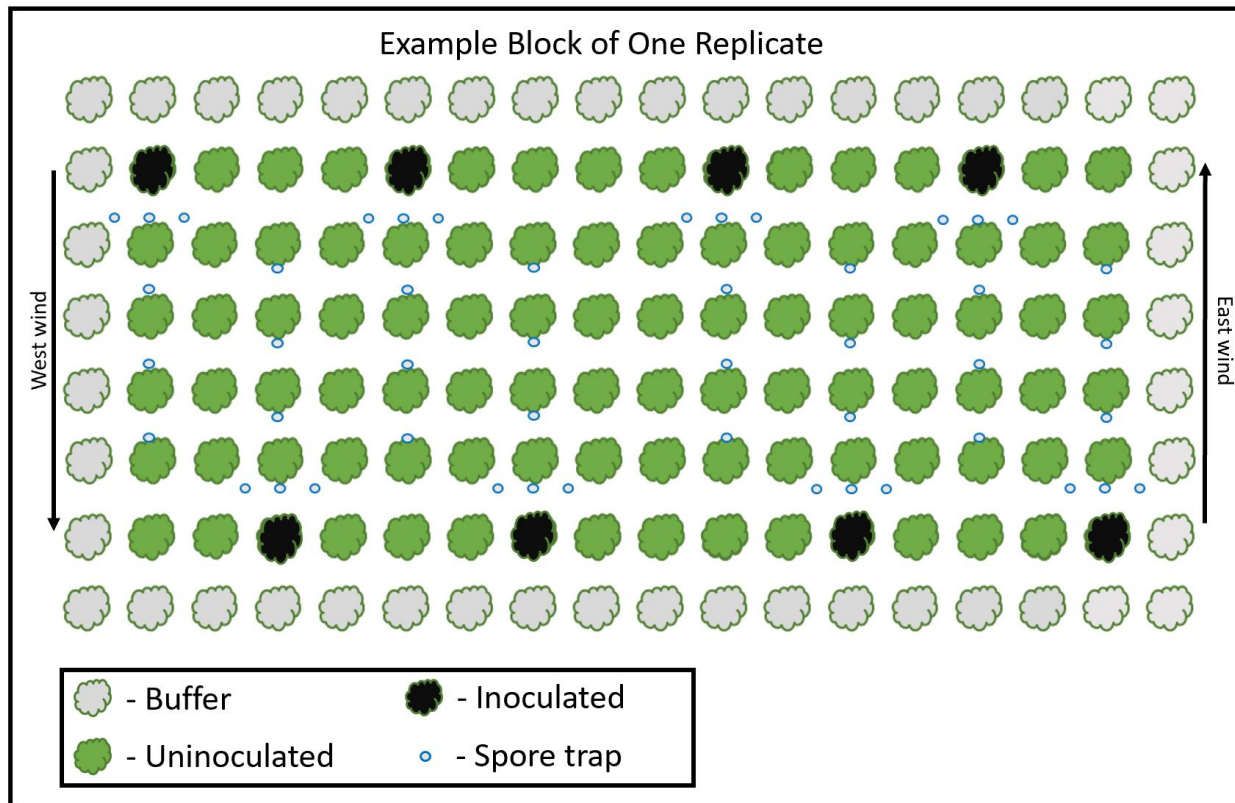 Example Block of One Replicate
West wind
East wind
- Buffer
- Inoculated
- Uninoculated
- Spore trap